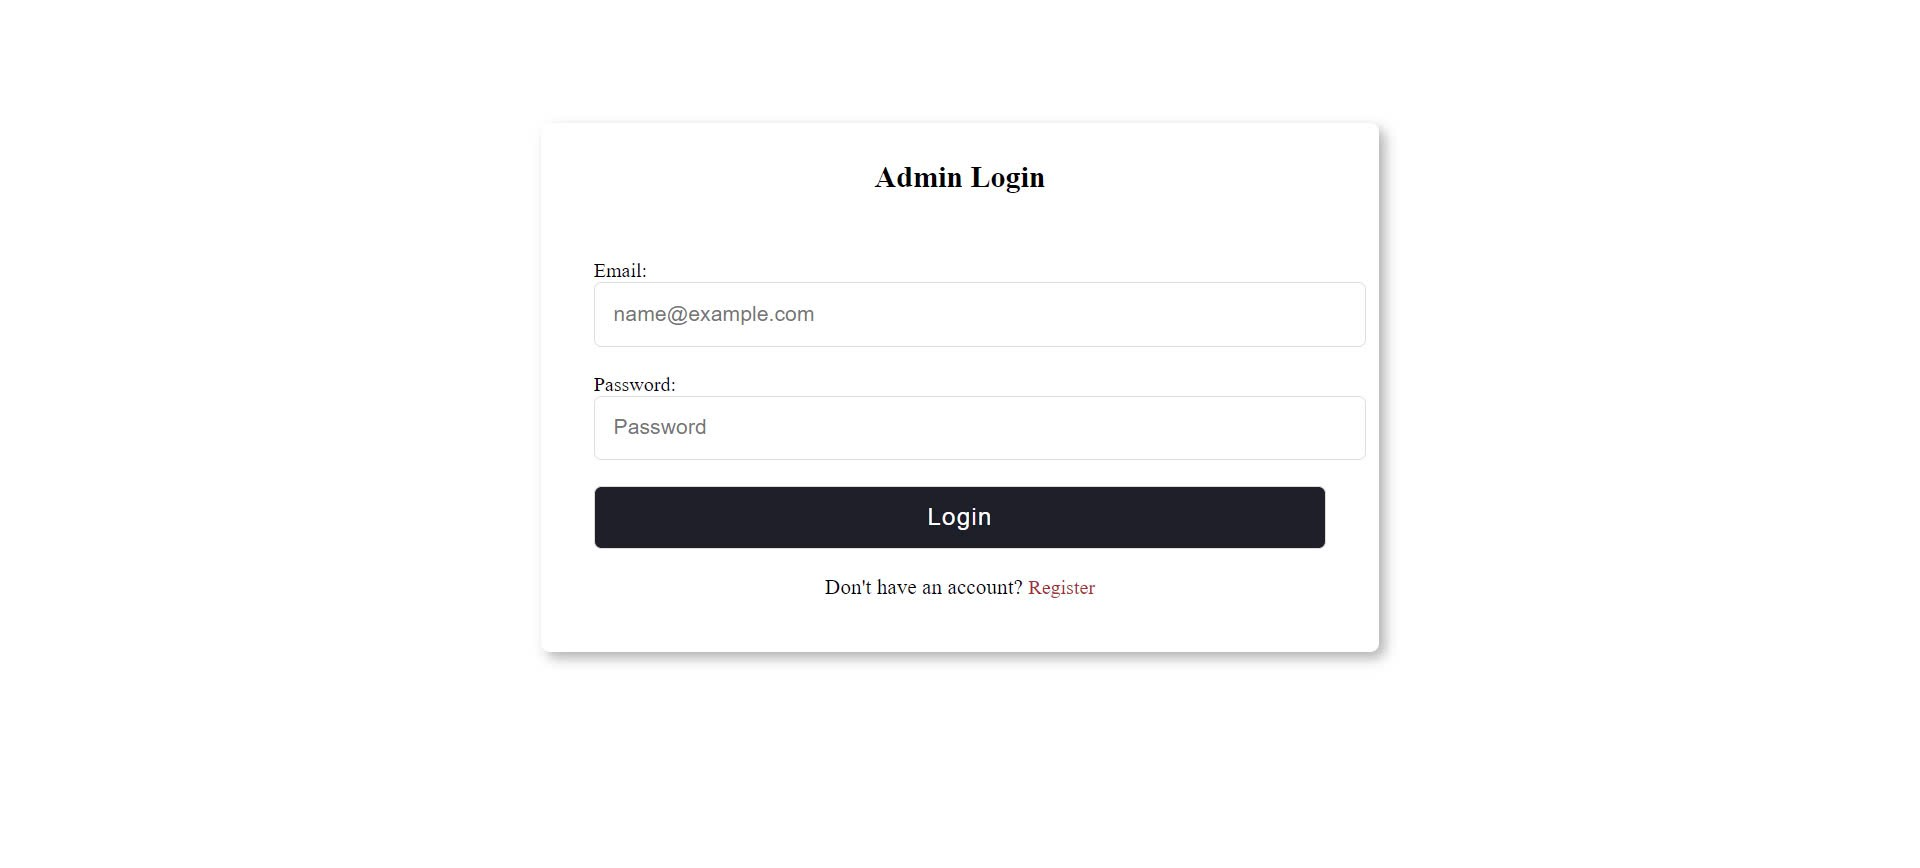 Admin Login
Email:
name@example.com
Password:
Password
Login
Don't have an account? Register